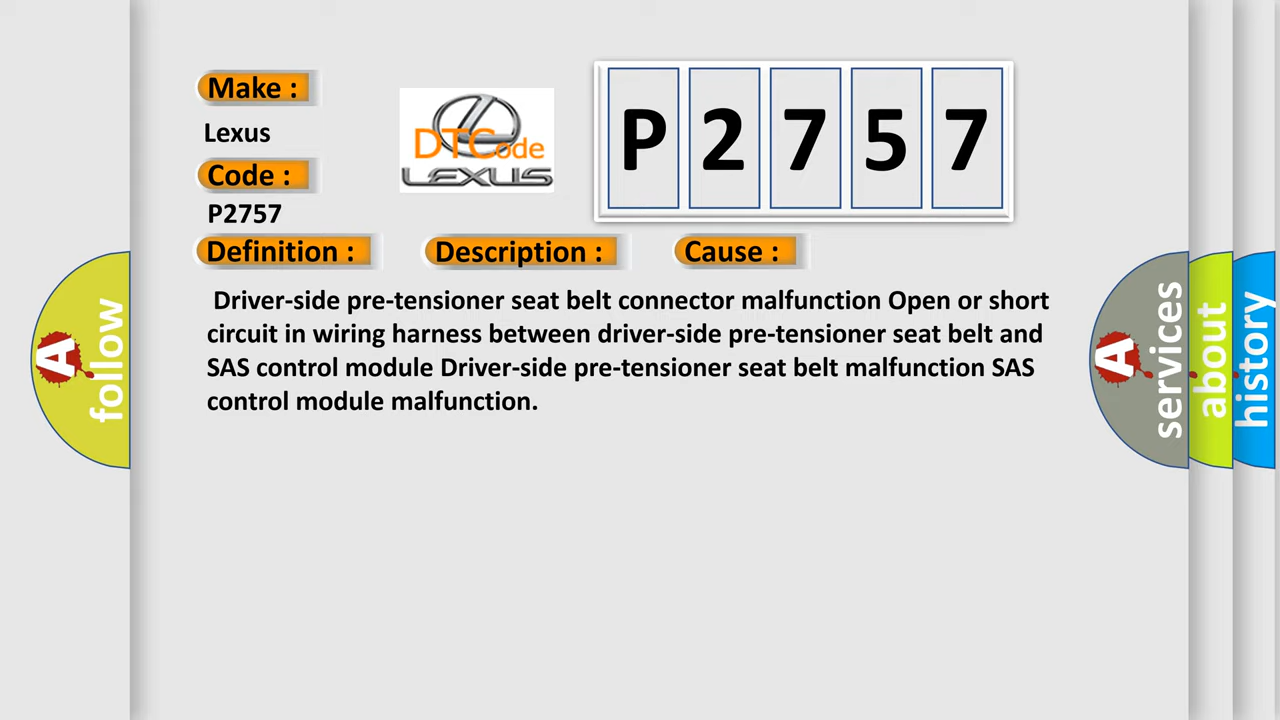 Make :
Lexus
Code :
P2757
DTCode
LEXUS
P 2 7 5 7
Definition :
Description :
Cause :
Driver-side pre-tensioner seat belt connector malfunction Open or short
circuit in wiring harness between driver-side pre-tensioner seat belt and
SAS control module Driver-side pre-tensioner seat belt malfunction SAS
control module malfunction.
A
follow
A
services
about
history